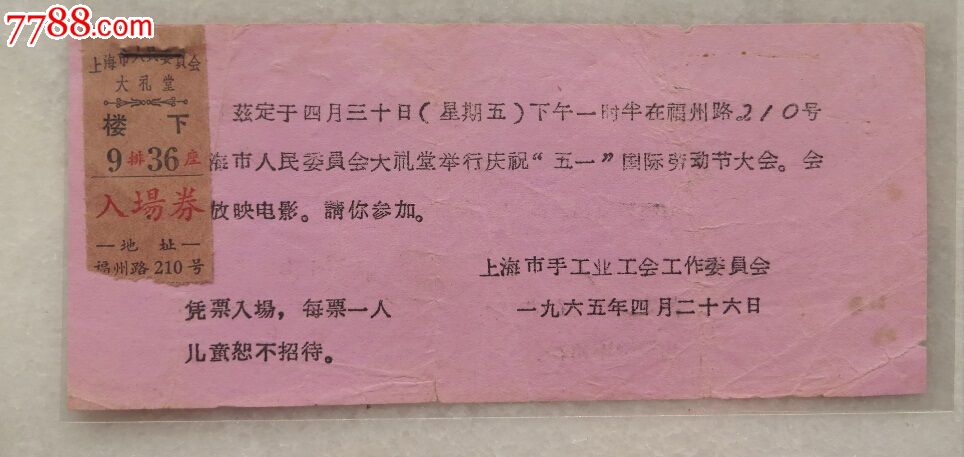 7788.com
上海市人民委員会
大礼堂
楼下
9排36座
入場券
—地址—
福州路210号
茲定于四月三十日(星期五)下午一时半在福州路210号
海市人民委員会大礼堂举行庆祝“五一”国际劳动节大会。会
放映电影。請你参加。
上海市手工业工会工作委員会
一九六五年四月二十六日
凭票入場，每票一人
儿童恕不招待。